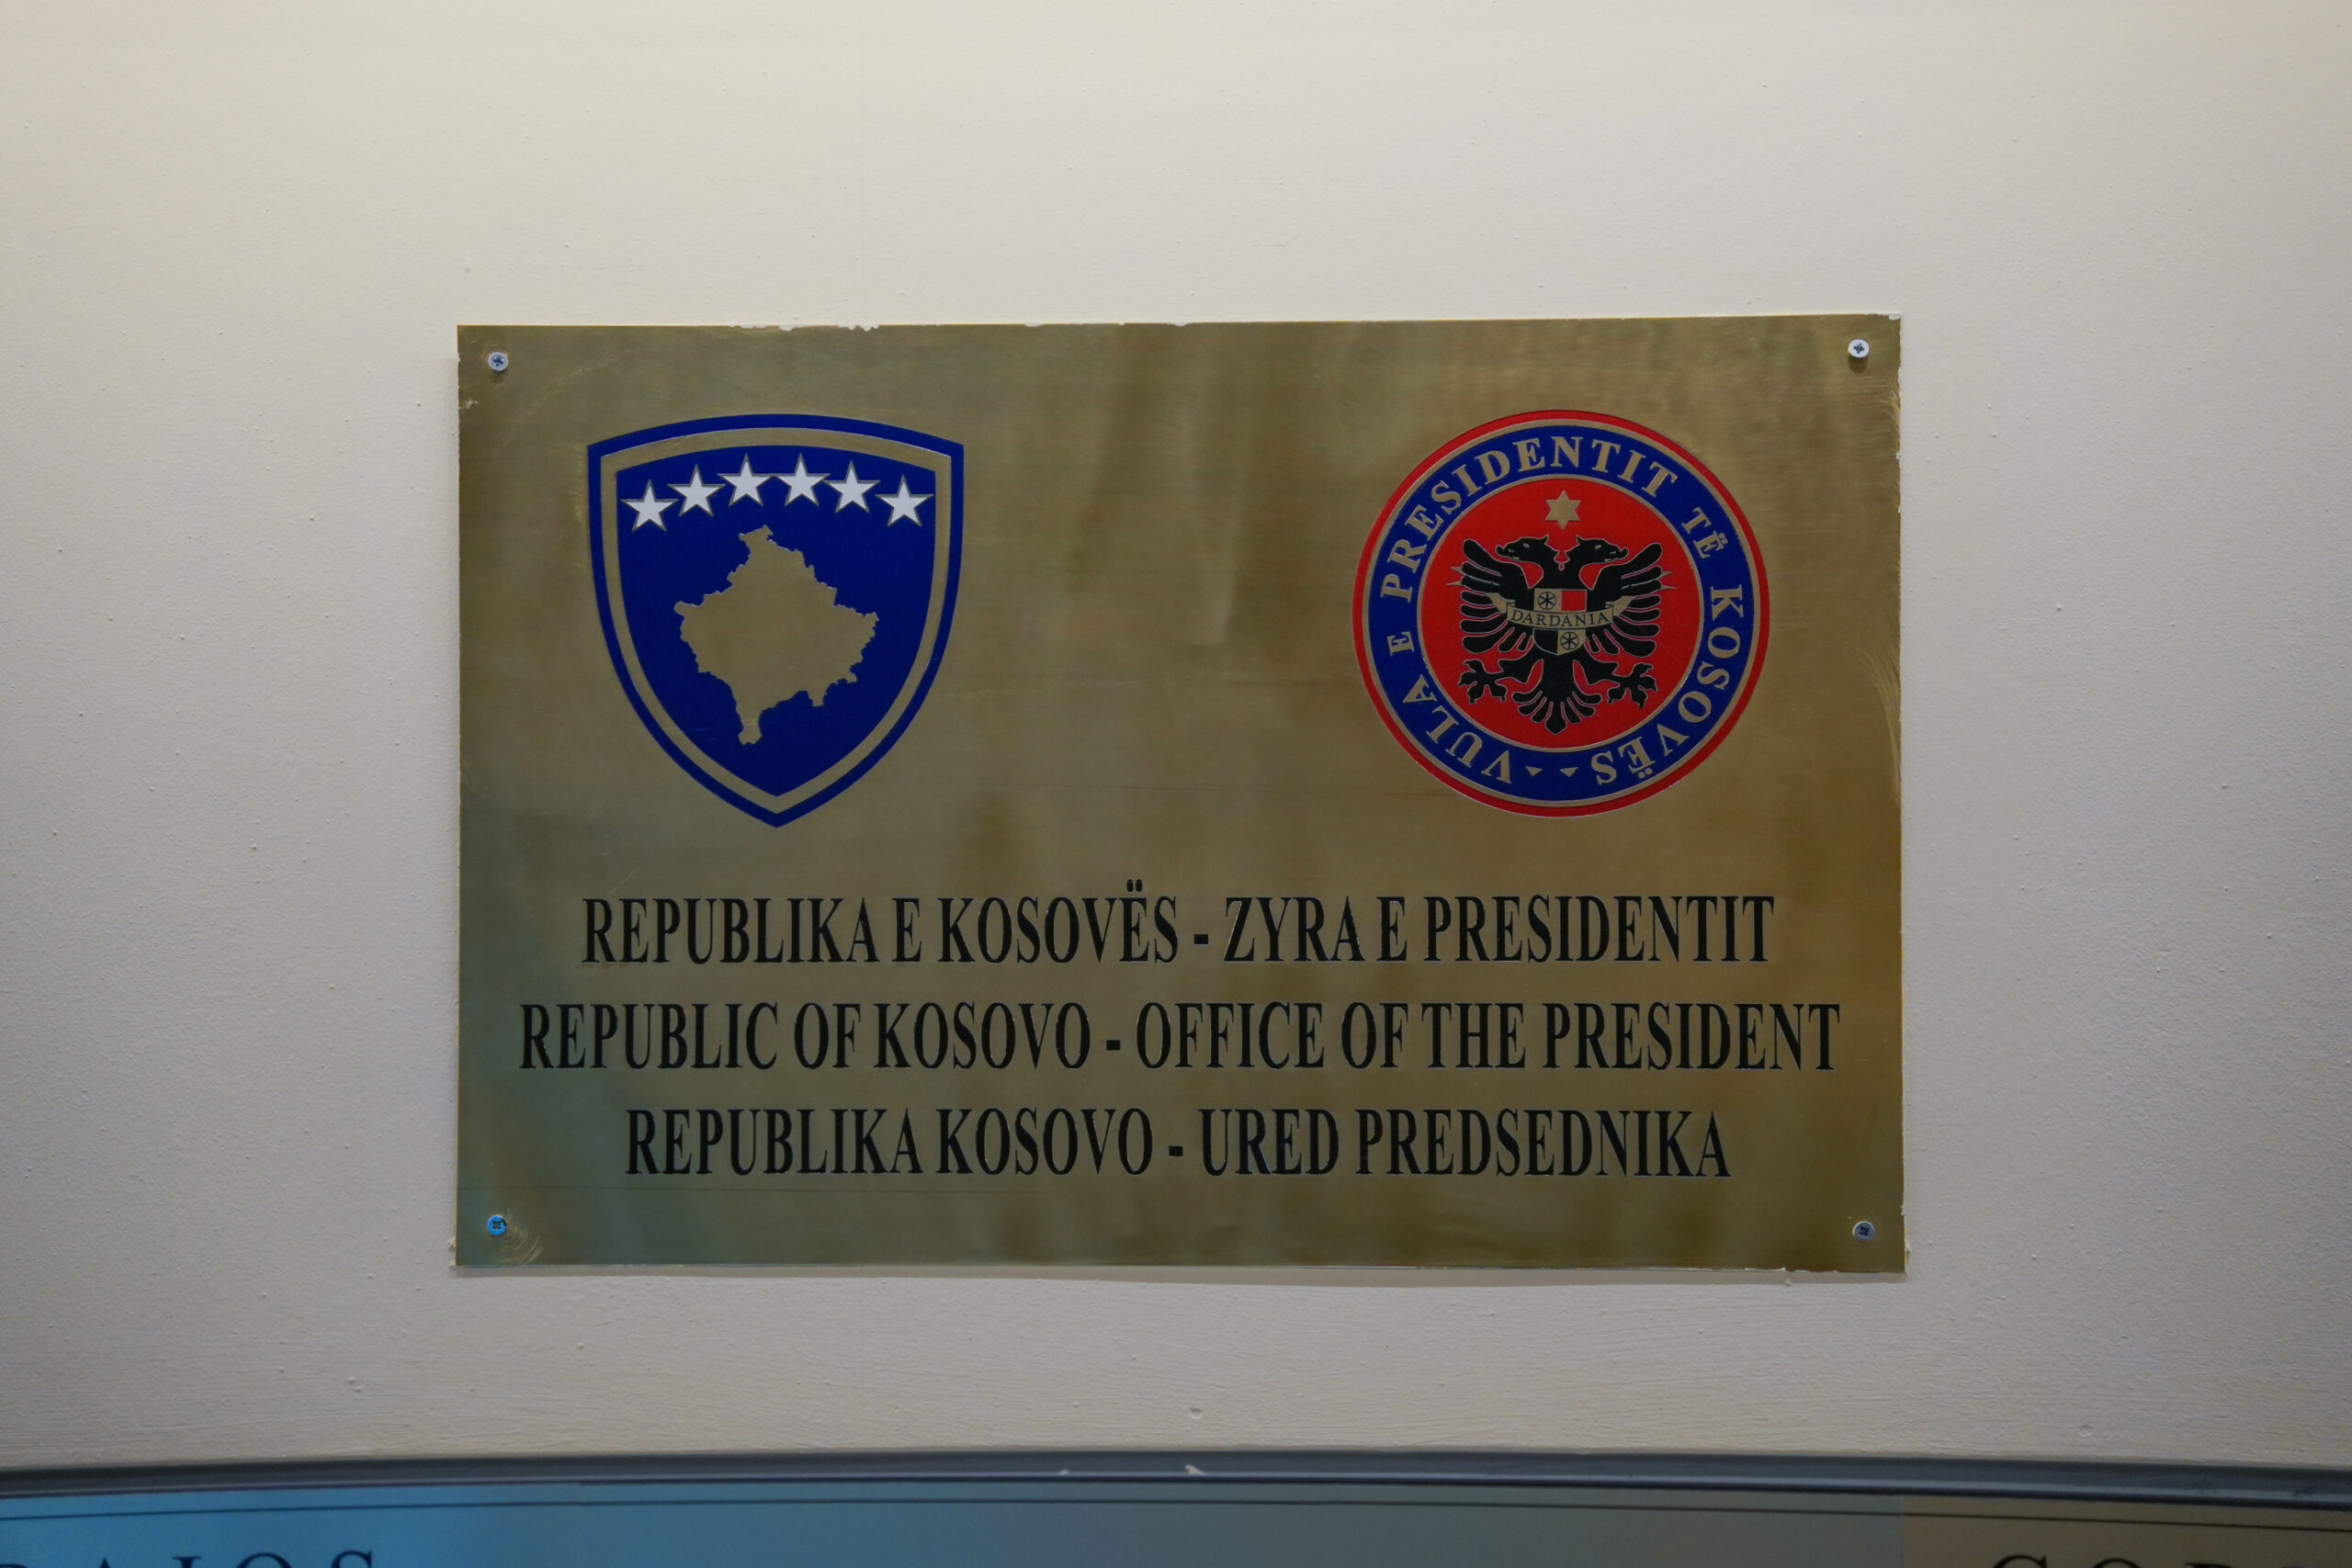 VULA E PRESIDENTIT TË KOSOVËS
DARDANIA
REPUBLIKA E KOSOVËS - ZYRA E PRESIDENTIT
REPUBLIC OF KOSOVO - OFFICE OF THE PRESIDENT
REPUBLIKA KOSOVO - URED PREDSEDNIKA